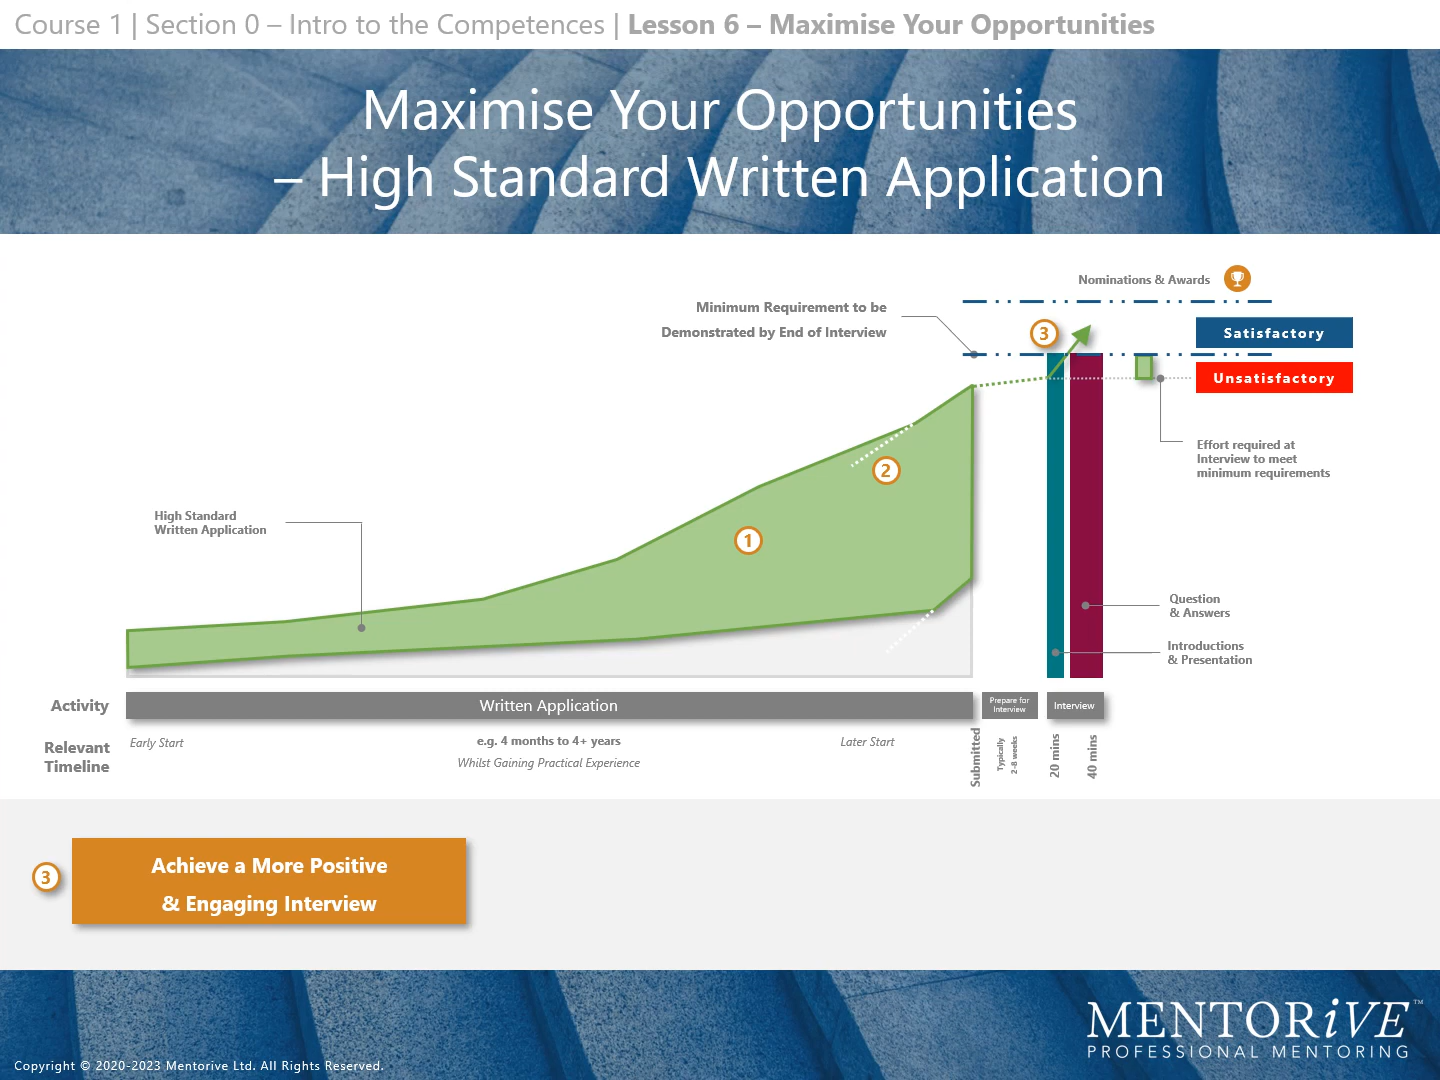 Course 1 | Section 0 – Intro to the Competences | Lesson 6 – Maximise Your Opportunities
Maximise Your Opportunities
– High Standard Written Application
Nominations & Awards
Minimum Requirement to be
Demonstrated by End of Interview
3
Satisfactory
Unsatisfactory
Effort required at
Interview to meet
minimum requirements
2
High Standard
Written Application
1
Question
& Answers
Introductions
& Presentation
Activity
Written Application
Prepare for
Interview
Interview
Relevant
Timeline
Early Start
e.g. 4 months to 4+ years
Whilst Gaining Practical Experience
Later Start
Submitted
Typically
2-8 weeks
20 mins
40 mins
3
Achieve a More Positive
& Engaging Interview
MENTORiVE™
PROFESSIONAL MENTORING
Copyright © 2020-2023 Mentorive Ltd. All Rights Reserved.